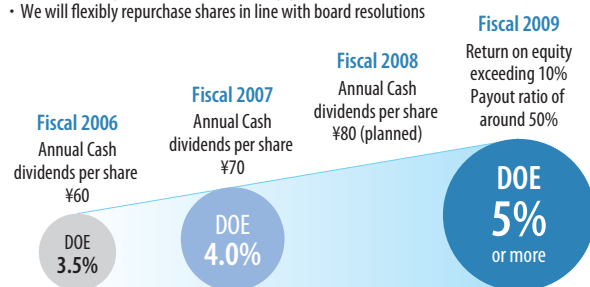 ・We will flexibly repurchase shares in line with board resolutions
Fiscal 2006
Annual Cash
dividends per share
¥60
DOE
3.5%
Fiscal 2007
Annual Cash
dividends per share
¥70
DOE
4.0%
Fiscal 2008
Annual Cash
dividends per share
¥80 (planned)
Fiscal 2009
Return on equity
exceeding 10%
Payout ratio of
around 50%
DOE
5%
or more